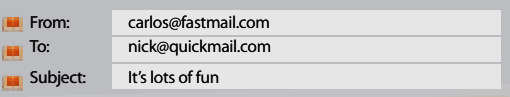 From: carlos@fastmail.com
To: nick@quickmail.com
Subject: It's lots of fun